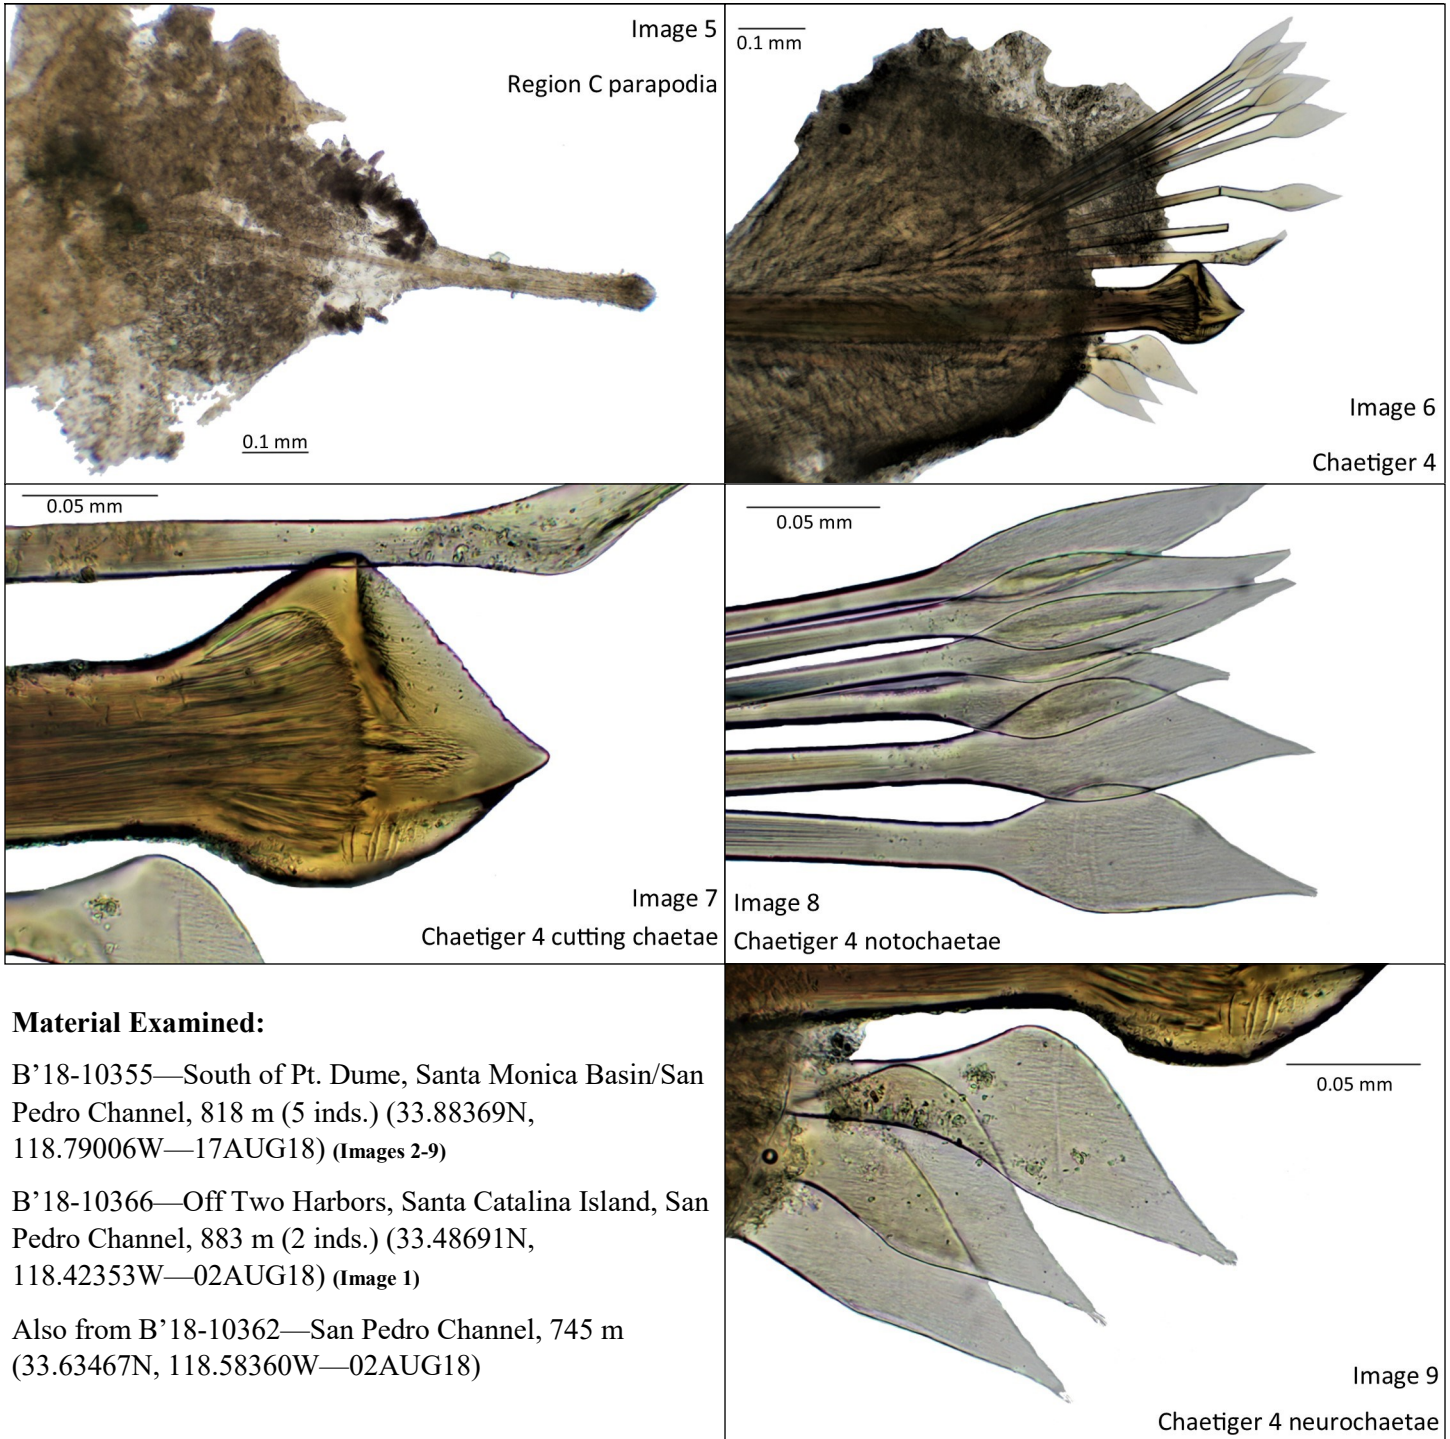 Image 5
Region C parapodia
0.1 mm
0.1 mm
Image 6
Chaetiger 4
0.05 mm
Image 7
Chaetiger 4 cutting chaetae
0.05 mm
Image 8
Chaetiger 4 notochaetae
Material Examined:
B’18-10355—South of Pt. Dume, Santa Monica Basin/San
Pedro Channel, 818 m (5 inds.) (33.88369N,
118.79006W—17AUG18) (Images 2-9)
B’18-10366—Off Two Harbors, Santa Catalina Island, San
Pedro Channel, 883 m (2 inds.) (33.48691N,
118.42353W—02AUG18) (Image 1)
Also from B’18-10362—San Pedro Channel, 745 m
(33.63467N, 118.58360W—02AUG18)
0.05 mm
Image 9
Chaetiger 4 neurochaetae